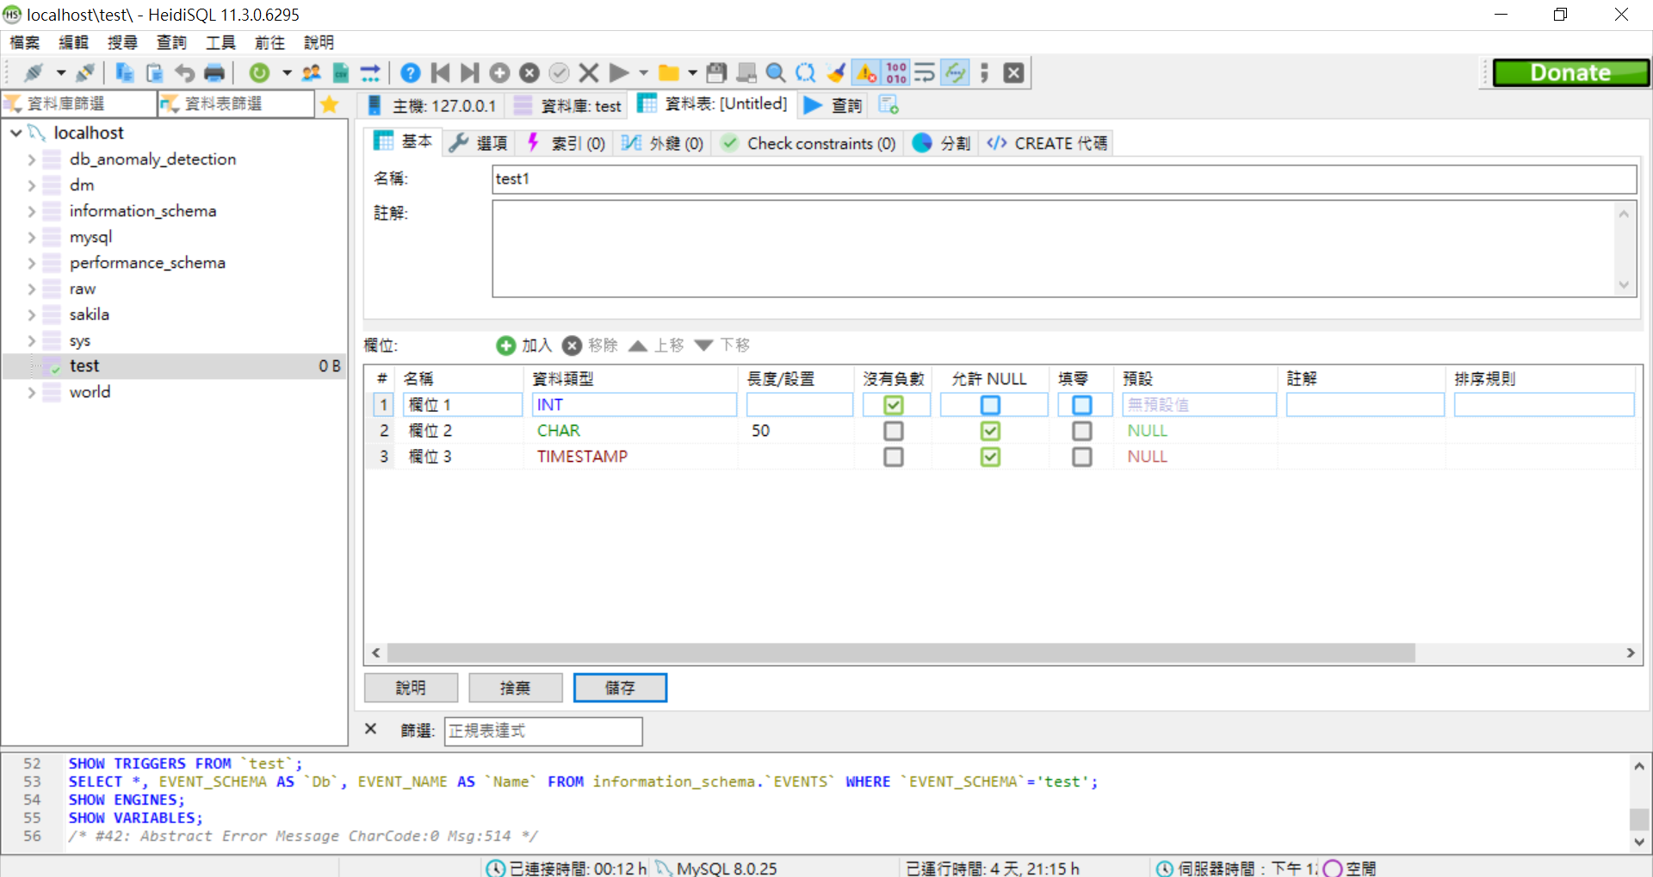 localhost\test\ - HeidiSQL 11.3.0.6295
檔案 編輯 搜尋 查詢 工具 前往 說明
Donate
資料庫篩選 資料表篩選
主機: 127.0.0.1 資料庫: test 資料表: [Untitled] 查詢
localhost
db_anomaly_detection
dm
information_schema
mysql
performance_schema
raw
sakila
sys
test 0 B
world
基本 選項 索引 (0) 外鍵 (0) Check constraints (0) 分割 CREATE 代碼
名稱: test1
註解:
欄位: 加入 移除 上移 下移
# 名稱 資料類型 長度/設置 沒有負數 允許 NULL 填零 預設 註解 排序規則
1 欄位 1 INT 無預設值
2 欄位 2 CHAR 50 NULL
3 欄位 3 TIMESTAMP NULL
說明 捨棄 儲存
篩選: 正規表達式
52 SHOW TRIGGERS FROM `test`;
53 SELECT *, EVENT_SCHEMA AS `Db`, EVENT_NAME AS `Name` FROM information_schema.`EVENTS` WHERE `EVENT_SCHEMA`='test';
54 SHOW ENGINES;
55 SHOW VARIABLES;
56 /* #42: Abstract Error Message CharCode:0 Msg:514 */
已連接時間: 00:12 h MySQL 8.0.25 已運行時間: 4 天, 21:15 h 伺服器時間：下午 空閒